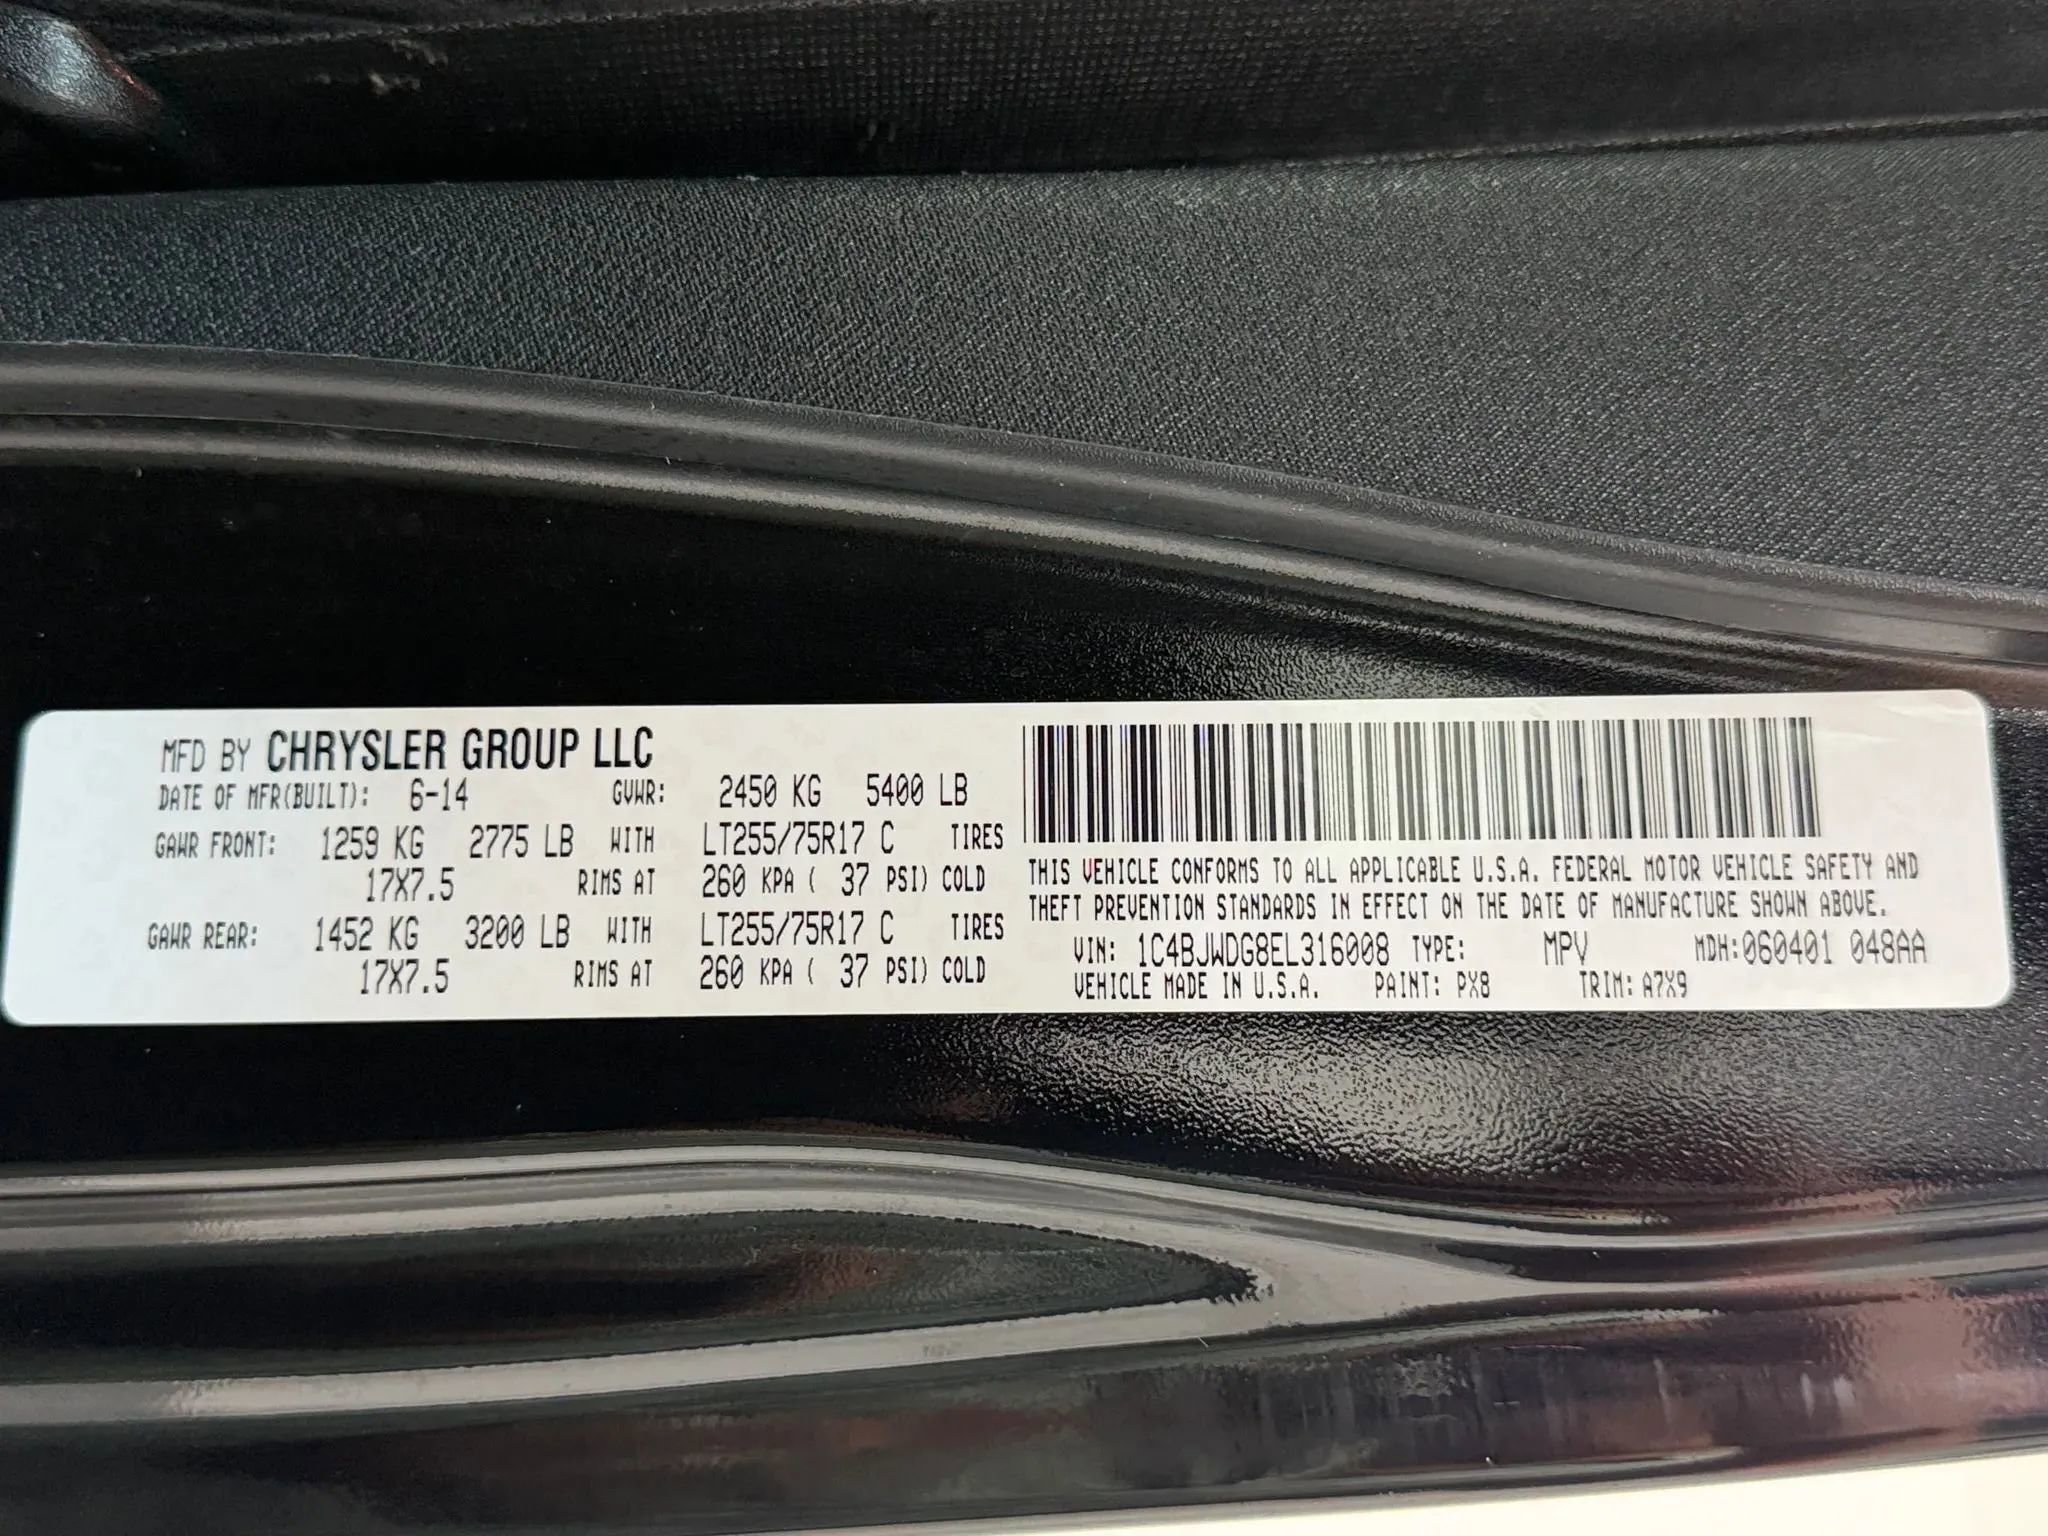 MFD BY CHRYSLER GROUP LLC
DATE OF MFR(BUILT): 6-14 GVWR: 2450 KG 5400 LB
GAWR FRONT: 1259 KG 2775 LB WITH LT255/75R17 C TIRES
17X7.5 RIMS AT 260 KPA ( 37 PSI) COLD
GAWR REAR: 1452 KG 3200 LB WITH LT255/75R17 C TIRES
17X7.5 RIMS AT 260 KPA ( 37 PSI) COLD
THIS VEHICLE CONFORMS TO ALL APPLICABLE U.S.A. FEDERAL MOTOR VEHICLE SAFETY AND
THEFT PREVENTION STANDARDS IN EFFECT ON THE DATE OF MANUFACTURE SHOWN ABOVE.
VIN: 1C4BJWDG8EL316008 TYPE: MPV MDH:060401 048AA
VEHICLE MADE IN U.S.A. PAINT: PX8 TRIM: A7X9